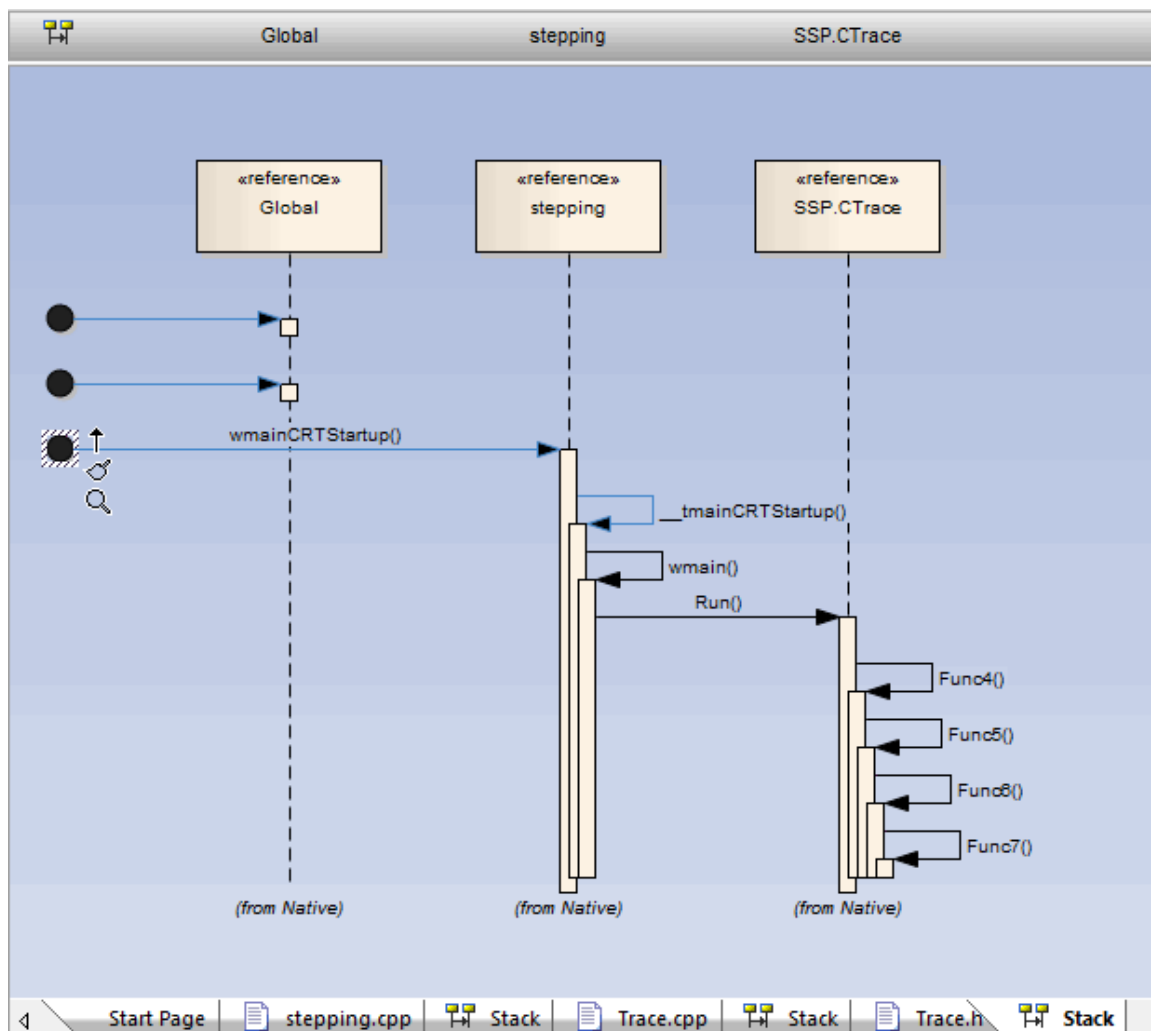 Global stepping SSP.CTrace
«reference» «reference» «reference»
Global stepping SSP.CTrace
wmainCRTStartup()
__tmainCRTStartup()
wmain()
Run()
Func4()
Func5()
Func6()
Func7()
(from Native) (from Native) (from Native)
Start Page stepping.cpp Stack Trace.cpp Stack Trace.h Stack